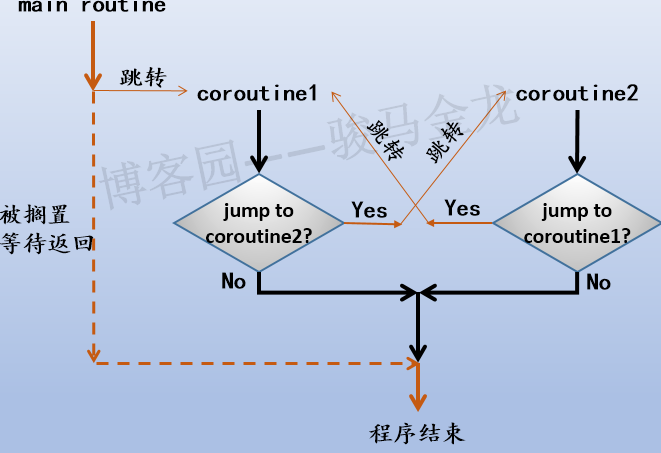 main routine
跳转
coroutine1
coroutine2
跳转
跳转
博客园——骏马金龙
被搁置
等待返回
jump to
coroutine2?
Yes
Yes
jump to
coroutine1?
No
No
程序结束